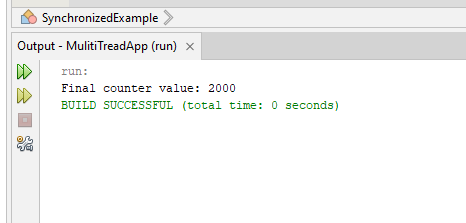 SynchronizedExample
Output - MulitiTreadApp (run) ×
run:
Final counter value: 2000
BUILD SUCCESSFUL (total time: 0 seconds)